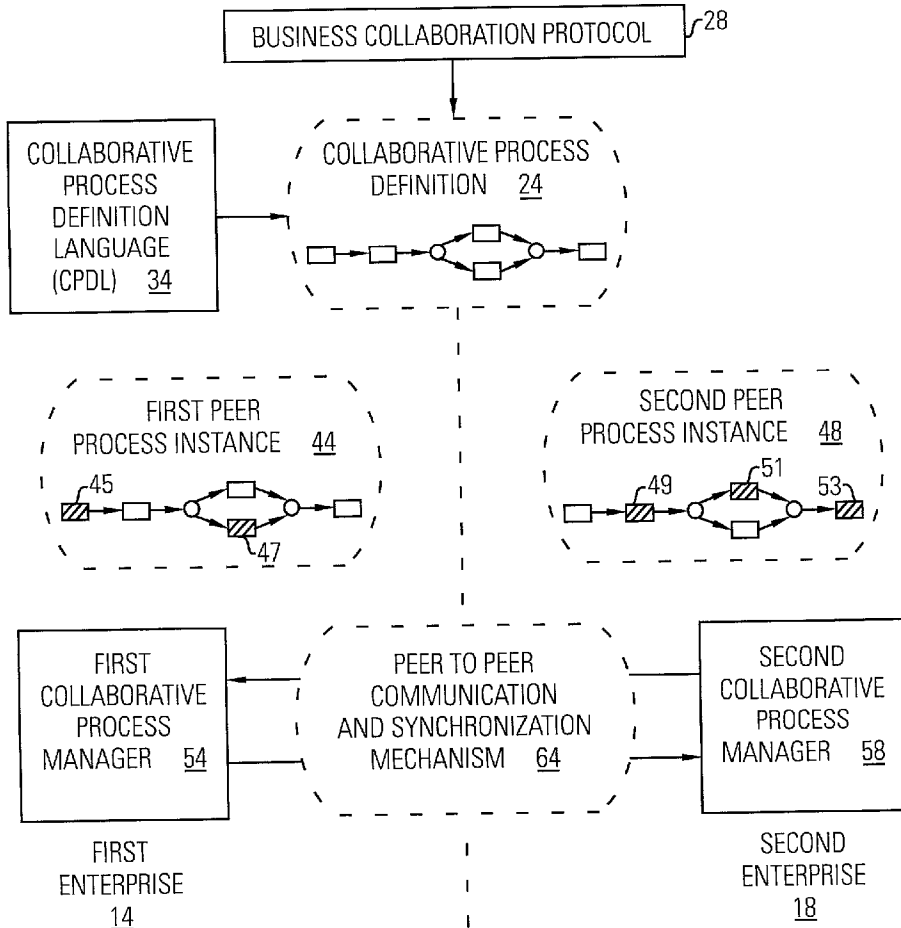 BUSINESS COLLABORATION PROTOCOL
28
COLLABORATIVE
PROCESS
DEFINITION
LANGUAGE
(CPDL) 34
COLLABORATIVE PROCESS
DEFINITION 24
FIRST PEER
PROCESS INSTANCE 44
45
47
SECOND PEER
PROCESS INSTANCE 48
49
51
53
FIRST
COLLABORATIVE
PROCESS
MANAGER 54
PEER TO PEER
COMMUNICATION
AND SYNCHRONIZATION
MECHANISM 64
SECOND
COLLABORATIVE
PROCESS
MANAGER 58
FIRST
ENTERPRISE
14
SECOND
ENTERPRISE
18